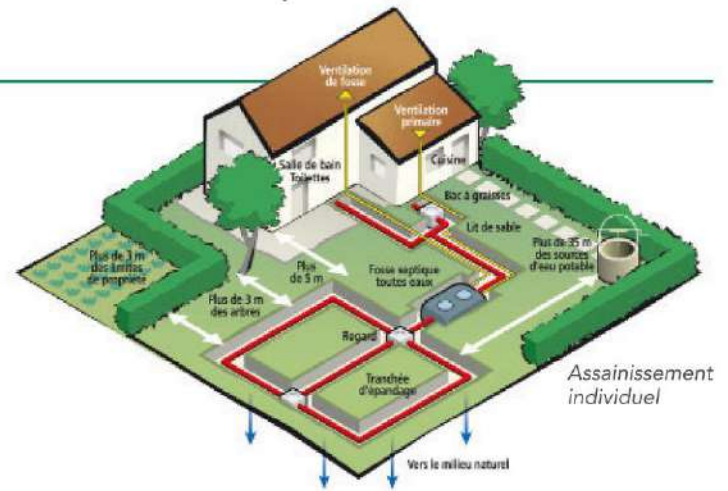 Ventilation
de fosse
Ventilation
primaire
Salle de bain
Toilettes
Cuisine
Bac à graisses
Lit de sable
Plus de 35 m
des sources
d'eau potable
Plus de 3 m
des limites
de propriété
Plus
de 5 m
Fosse septique
toutes eaux
Plus de 3 m
des arbres
Regard
Tranchée
d'épandage
Assainissement
individuel
Vers le milieu naturel